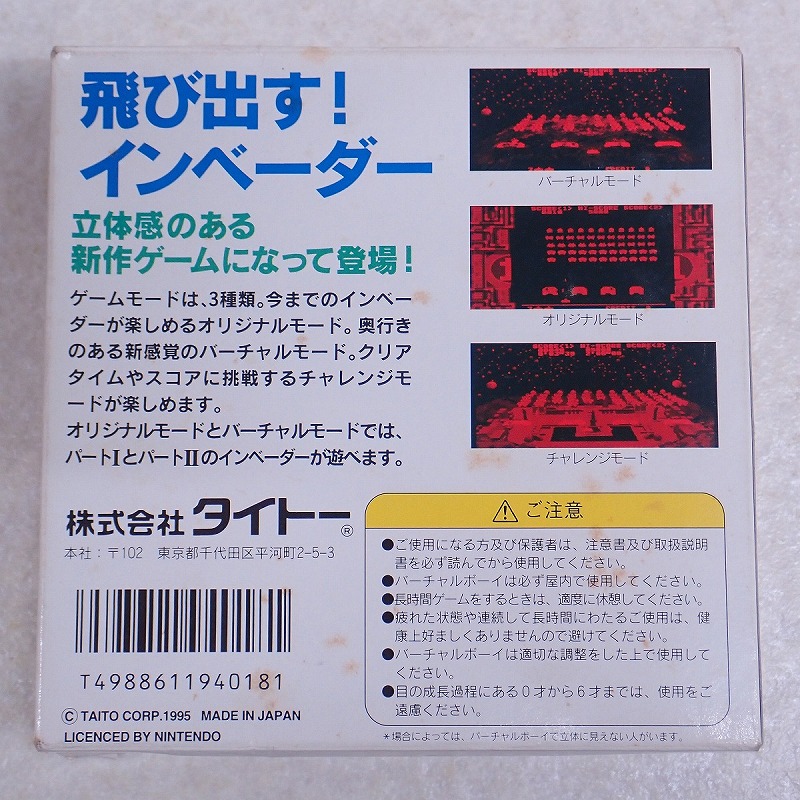 飛び出す!
インベーダー
立体感のある
新作ゲームになって登場!
ゲームモードは、3種類。今までのインベー
ダーが楽しめるオリジナルモード。奥行き
のある新感覚のバーチャルモード。クリア
タイムやスコアに挑戦するチャレンジモ
ードが楽しめます。
オリジナルモードとバーチャルモードでは、
パートIとパートIIのインベーダーが遊べます。
バーチャルモード
オリジナルモード
チャレンジモード
株式会社 タイトー®
本社:〒102 東京都千代田区平河町2-5-3
T4988611940181
© TAITO CORP.1995 MADE IN JAPAN
LICENCED BY NINTENDO
⚠ ご注意
●ご使用になる方及び保護者は、注意書及び取扱説明
書を必ず読んでから使用してください。
●バーチャルボーイは必ず屋内で使用してください。
●長時間ゲームをするときは、適度に休憩してください。
●疲れた状態や連続して長時間にわたるご使用は、健
康上好ましくありませんので避けてください。
●バーチャルボーイは適切な調整をした上で使用して
ください。
●目の成長過程にある0才から6才までは、使用をご
遠慮ください。
*場合によっては、バーチャルボーイで立体に見えない人がいます。